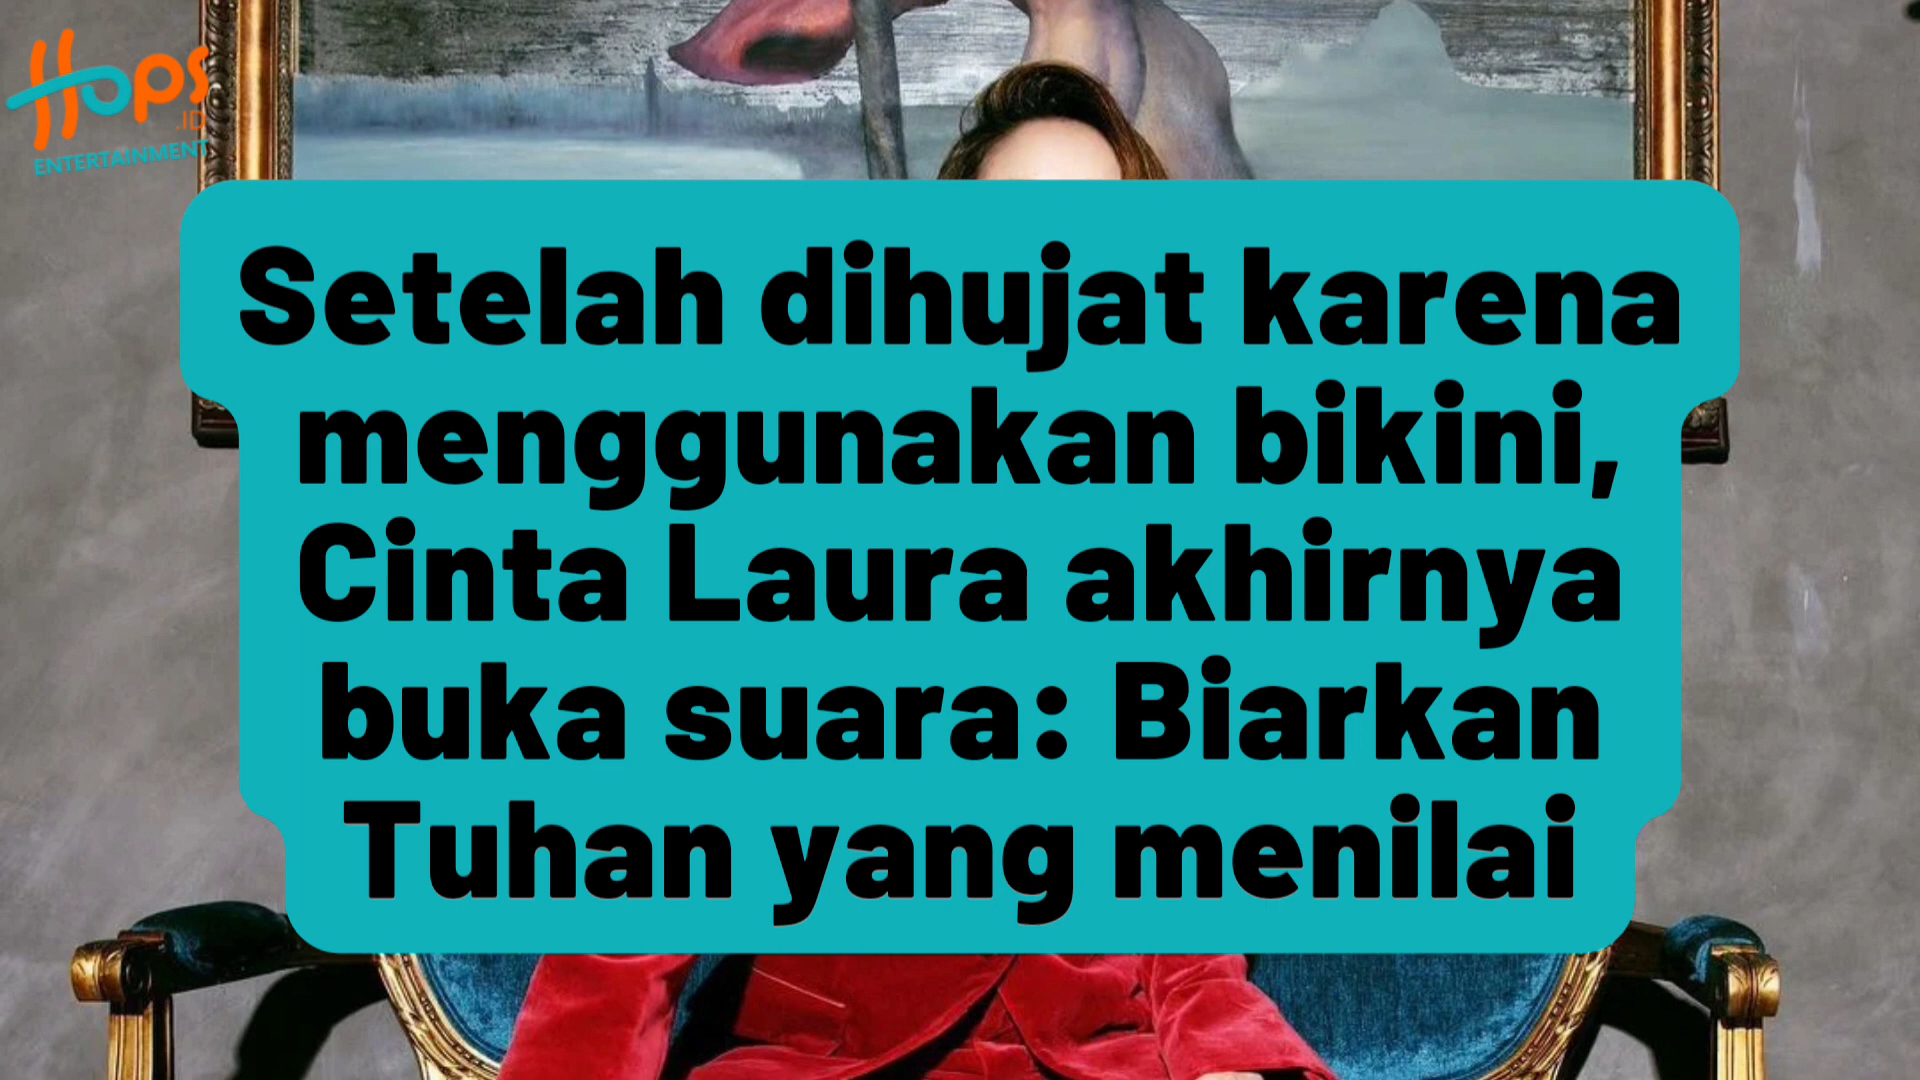 Hops
.ID
ENTERTAINMENT
Setelah dihujat karena
menggunakan bikini,
Cinta Laura akhirnya
buka suara: Biarkan
Tuhan yang menilai